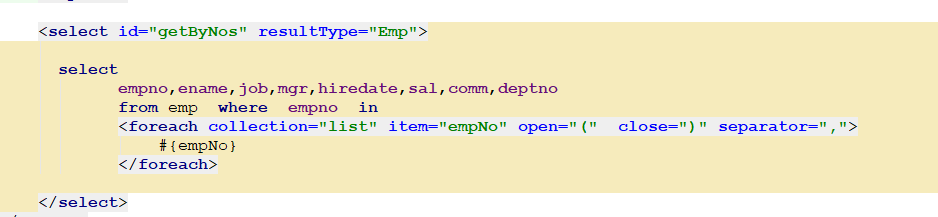 <select id="getByNos" resultType="Emp">
select
empno,ename,job,mgr,hiredate,sal,comm,deptno
from emp  where  empno  in
<foreach collection="list" item="empNo" open="("  close=")" separator=",">
#{empNo}
</foreach>
</select>